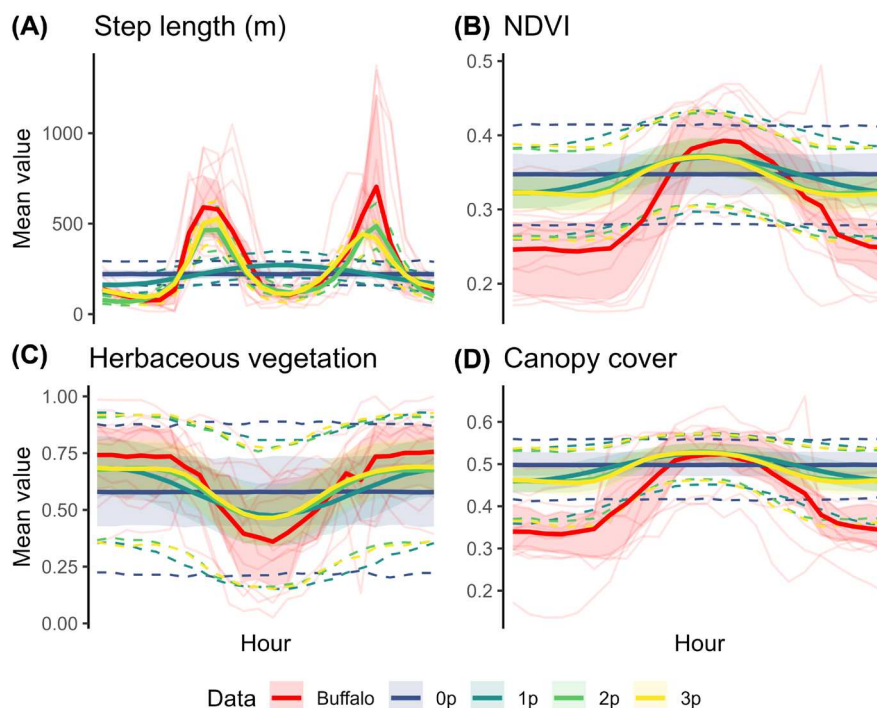 (A) Step length (m)
(B) NDVI
Mean value
1000
500
0
0.5
0.4
0.3
0.2
(C) Herbaceous vegetation
(D) Canopy cover
Mean value
1.00
0.75
0.50
0.25
0.00
0.6
0.5
0.4
0.3
0.2
Hour
Hour
Data Buffalo 0p 1p 2p 3p